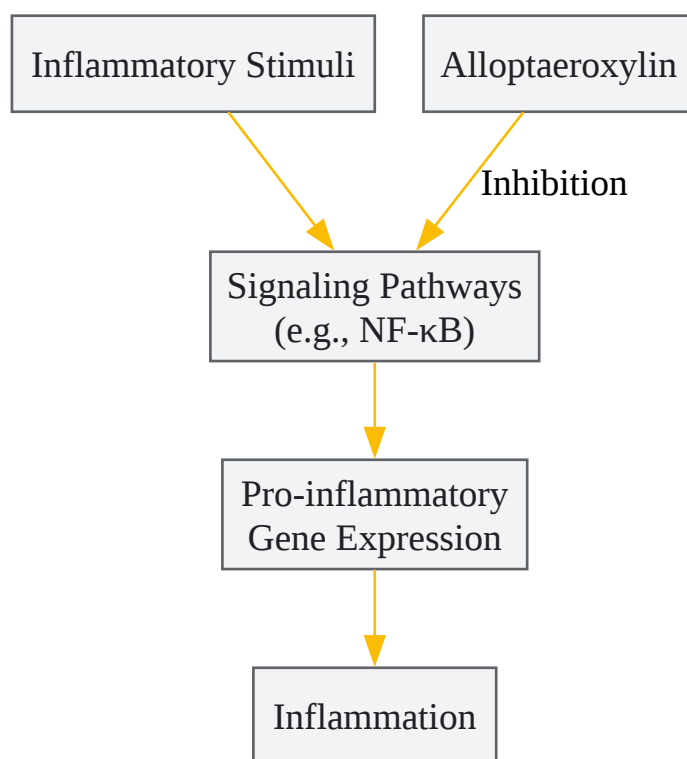 Inflammatory Stimuli
Alloptaeroxylin
Inhibition
Signaling Pathways
(e.g., NF-κB)
Pro-inflammatory
Gene Expression
Inflammation